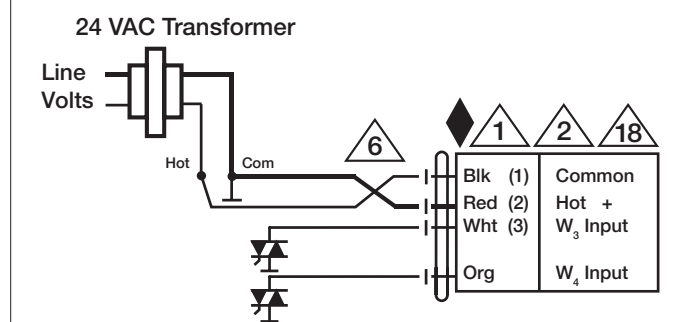 24 VAC Transformer
Line
Volts
Hot
Com
6
1
2
18
Blk (1) Common
Red (2) Hot +
Wht (3) W₃ Input
Org W₄ Input